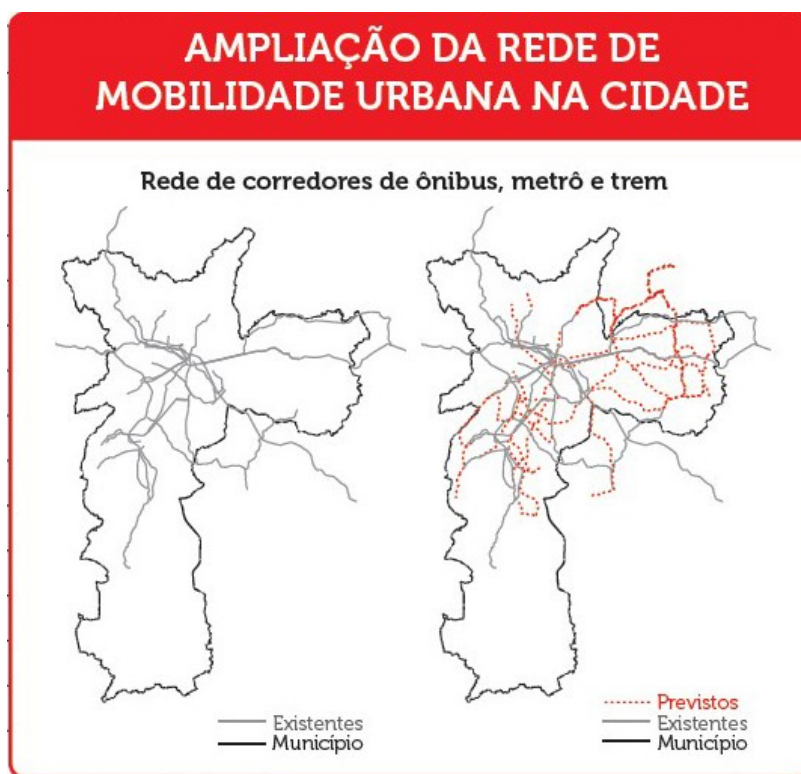 AMPLIAÇÃO DA REDE DE
MOBILIDADE URBANA NA CIDADE
Rede de corredores de ônibus, metrô e trem
Existentes
Município
Previstos
Existentes
Município